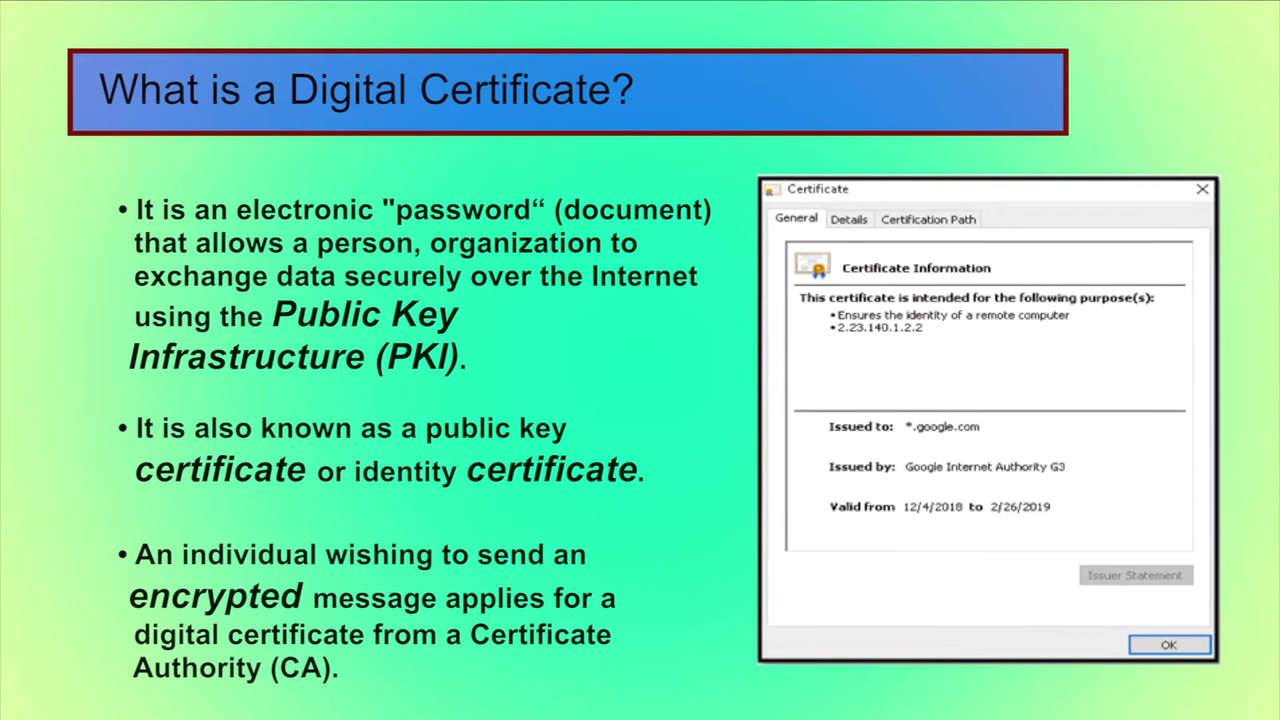 What is a Digital Certificate?
• It is an electronic "password“ (document)
that allows a person, organization to
exchange data securely over the Internet
using the Public Key
Infrastructure (PKI).
• It is also known as a public key
certificate or identity certificate.
• An individual wishing to send an
encrypted message applies for a
digital certificate from a Certificate
Authority (CA).
Certificate
General Details Certification Path
Certificate Information
This certificate is intended for the following purpose(s):
• Ensures the identity of a remote computer
• 2.23.140.1.2.2
Issued to: *.google.com
Issued by: Google Internet Authority G3
Valid from 12/4/2018 to 2/26/2019
Issuer Statement
OK